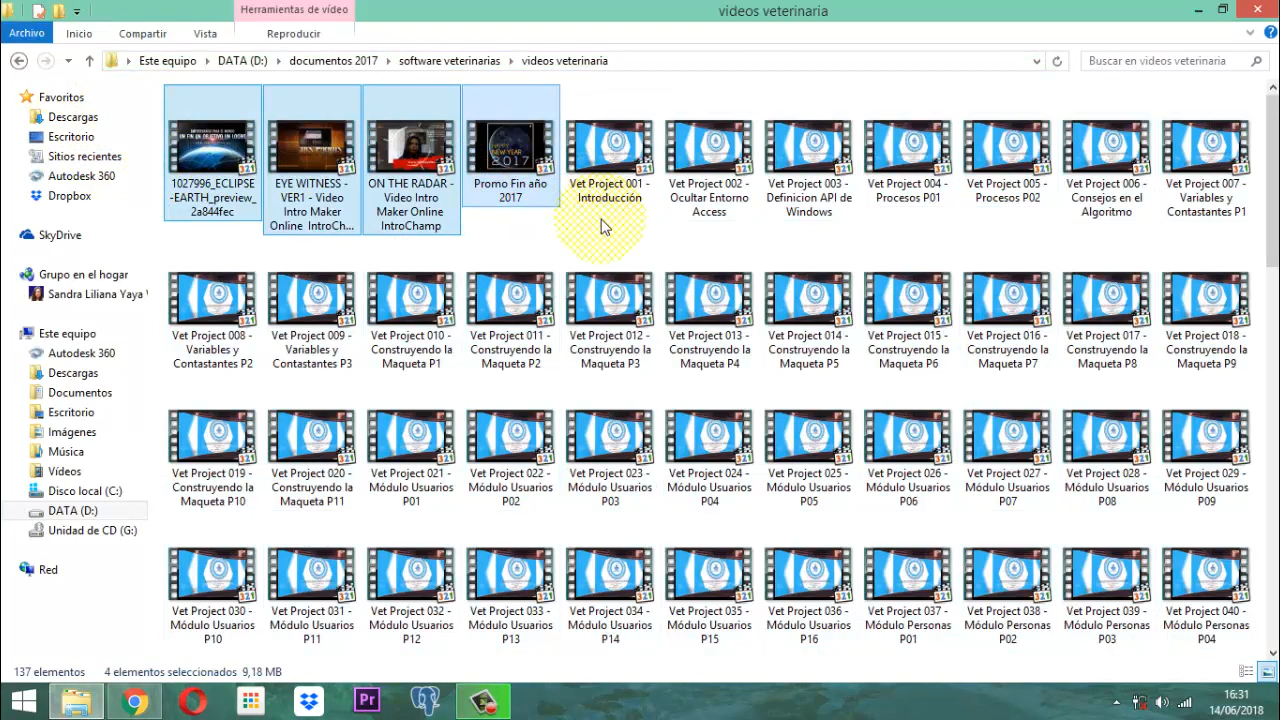 Herramientas de vídeo
videos veterinaria
Archivo
Inicio
Compartir
Vista
Reproducir
Este equipo
DATA (D:)
documentos 2017
software veterinarias
videos veterinaria
Buscar en videos veterinaria
Favoritos
Descargas
Escritorio
Sitios recientes
Autodesk 360
Dropbox
SkyDrive
Grupo en el hogar
Sandra Liliana Yaya
Este equipo
Autodesk 360
Descargas
Documentos
Escritorio
Imágenes
Música
Vídeos
Disco local (C:)
DATA (D:)
Unidad de CD (G:)
Red
1027996_ECLIPSE
-EARTH_preview_
2a844fec
EYE WITNESS -
VER1 - Video
Intro Maker
Online IntroCh...
ON THE RADAR -
Video Intro
Maker Online
IntroChamp
HAPPY
NEW YEAR
2017
Promo Fin año
2017
Vet Project 001 -
Introducción
Vet Project 002 -
Ocultar Entorno
Access
Vet Project 003 -
Definicion API de
Windows
Vet Project 004 -
Procesos P01
Vet Project 005 -
Procesos P02
Vet Project 006 -
Consejos en el
Algoritmo
Vet Project 007 -
Variables y
Constantes P1
Vet Project 008 -
Variables y
Contastantes P2
Vet Project 009 -
Variables y
Contastantes P3
Vet Project 010 -
Construyendo la
Maqueta P1
Vet Project 011 -
Construyendo la
Maqueta P2
Vet Project 012 -
Construyendo la
Maqueta P3
Vet Project 013 -
Construyendo la
Maqueta P4
Vet Project 014 -
Construyendo la
Maqueta P5
Vet Project 015 -
Construyendo la
Maqueta P6
Vet Project 016 -
Construyendo la
Maqueta P7
Vet Project 017 -
Construyendo la
Maqueta P8
Vet Project 018 -
Construyendo la
Maqueta P9
Vet Project 019 -
Construyendo la
Maqueta P10
Vet Project 020 -
Construyendo la
Maqueta P11
Vet Project 021 -
Módulo Usuarios
P01
Vet Project 022 -
Módulo Usuarios
P02
Vet Project 023 -
Módulo Usuarios
P03
Vet Project 024 -
Módulo Usuarios
P04
Vet Project 025 -
Módulo Usuarios
P05
Vet Project 026 -
Módulo Usuarios
P06
Vet Project 027 -
Módulo Usuarios
P07
Vet Project 028 -
Módulo Usuarios
P08
Vet Project 029 -
Módulo Usuarios
P09
Vet Project 030 -
Módulo Usuarios
P10
Vet Project 031 -
Módulo Usuarios
P11
Vet Project 032 -
Módulo Usuarios
P12
Vet Project 033 -
Módulo Usuarios
P13
Vet Project 034 -
Módulo Usuarios
P14
Vet Project 035 -
Módulo Usuarios
P15
Vet Project 036 -
Módulo Usuarios
P16
Vet Project 037 -
Módulo Personas
P01
Vet Project 038 -
Módulo Personas
P02
Vet Project 039 -
Módulo Personas
P03
Vet Project 040 -
Módulo Personas
P04
137 elementos
4 elementos seleccionados 9,18 MB
Pr
16:31
14/06/2018